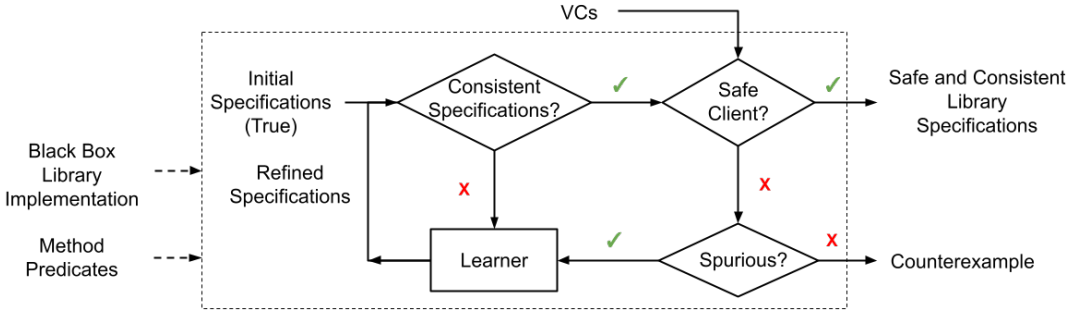 VCs
Initial
Specifications
(True)
Consistent
Specifications?
✓
Safe
Client?
✓
Safe and Consistent
Library
Specifications
Black Box
Library
Implementation
Refined
Specifications
x
x
Method
Predicates
Learner
✓
Spurious?
x
Counterexample